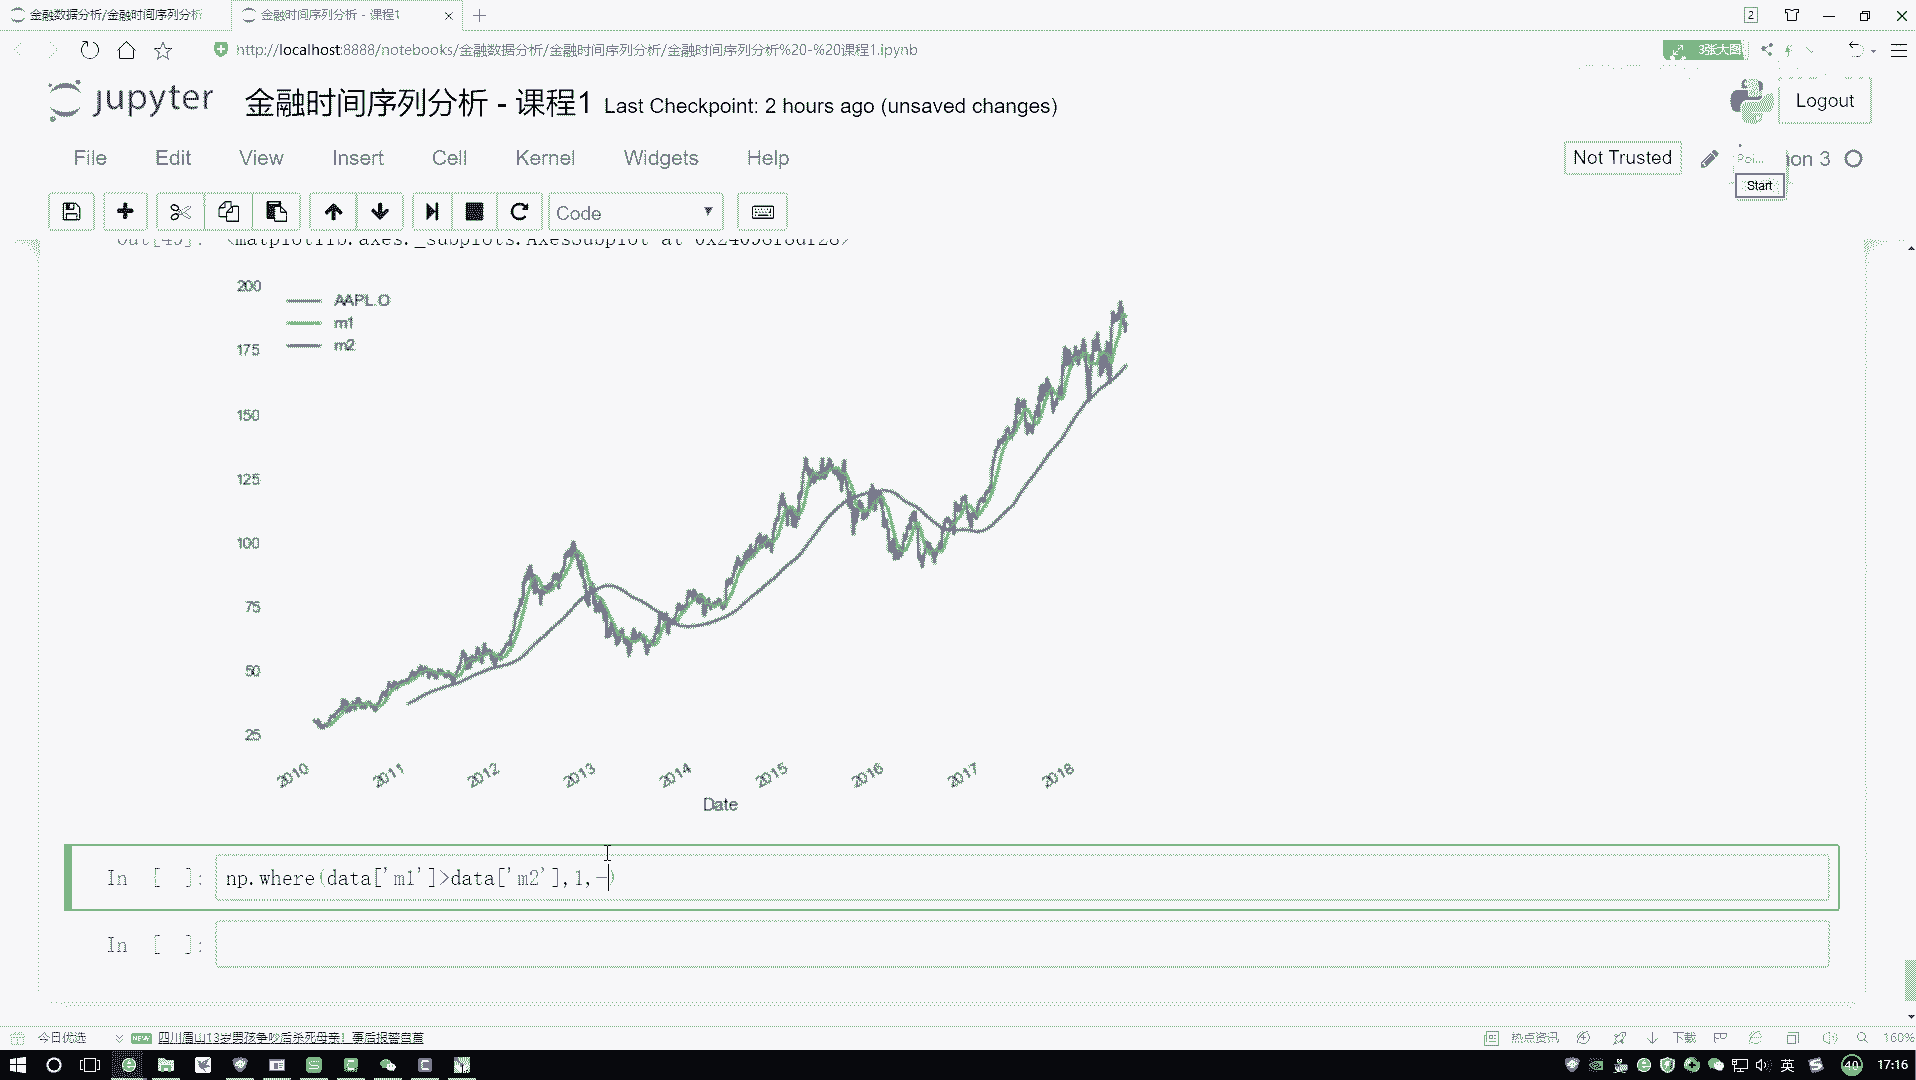 金融数据分析/金融时间序列分析
金融时间序列分析 - 课程1
2
http://localhost:8888/notebooks/金融数据分析/金融时间序列分析/金融时间序列分析%20-%20课程1.ipynb
3张大图
jupyter
金融时间序列分析 - 课程1 Last Checkpoint: 2 hours ago (unsaved changes)
Logout
File Edit View Insert Cell Kernel Widgets Help
Not Trusted
Poi...
on 3
Start
Code
Out[45]: <matplotlib.axes._subplots.AxesSubplot at
200
175
150
125
100
75
50
25
AAPL.O
m1
m2
2010 2011 2012 2013 2014 2015 2016 2017 2018
Date
In [ ]: np.where(data['m1']>data['m2'],1,-)
In [ ]:
今日优选
NEW
四川眉山13岁男孩争吵后杀死母亲！事后报警自首
热点资讯
下载
160%
英
40
17:16